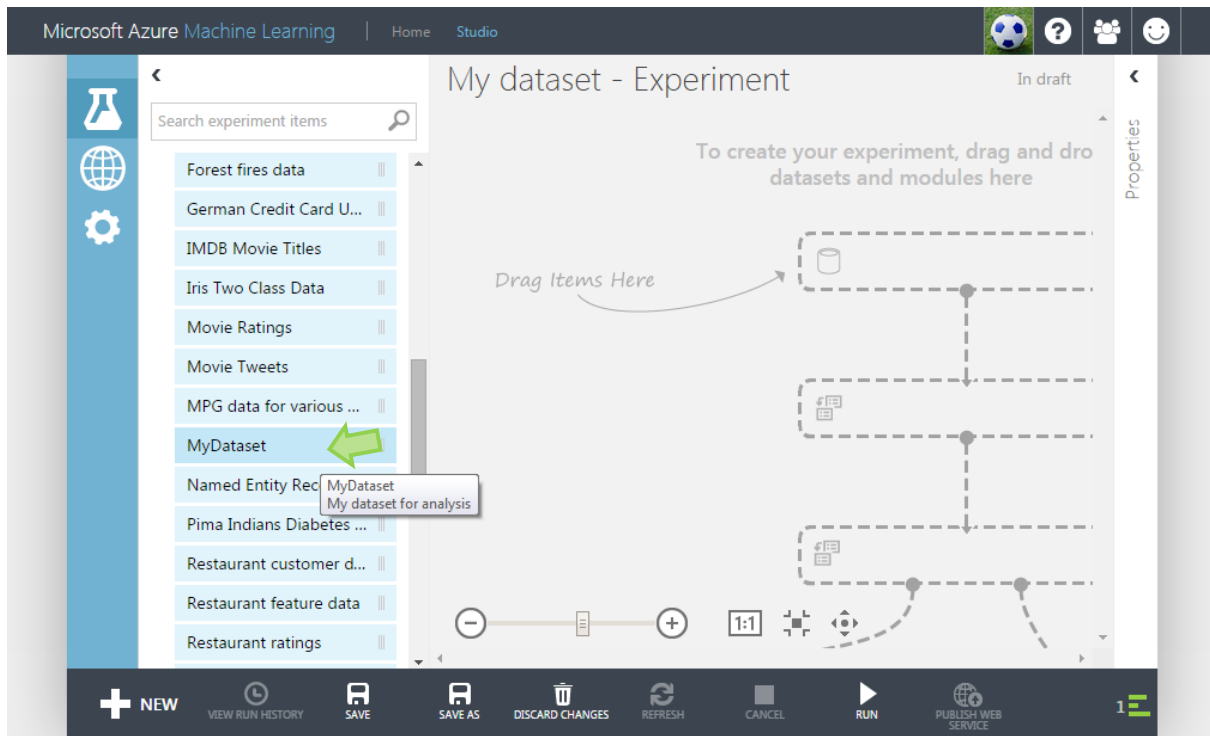 Microsoft Azure Machine Learning | Home Studio
My dataset - Experiment
In draft
Search experiment items
Properties
To create your experiment, drag and dro
datasets and modules here
Drag Items Here
Forest fires data
German Credit Card U...
IMDB Movie Titles
Iris Two Class Data
Movie Ratings
Movie Tweets
MPG data for various ...
MyDataset
Named Entity Rec
MyDataset
My dataset for analysis
Pima Indians Diabetes ...
Restaurant customer d...
Restaurant feature data
Restaurant ratings
1:1
NEW
VIEW RUN HISTORY
SAVE
SAVE AS
DISCARD CHANGES
REFRESH
CANCEL
RUN
PUBLISH WEB
SERVICE
1